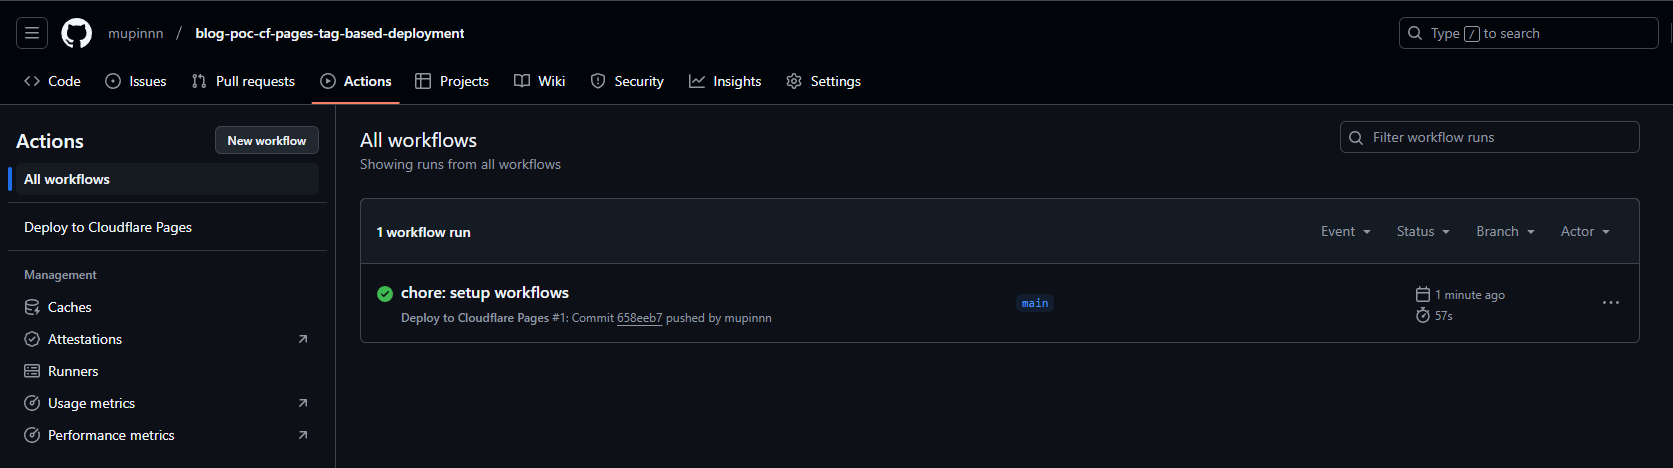 mupinnn / blog-poc-cf-pages-tag-based-deployment
Type / to search
Code Issues Pull requests Actions Projects Wiki Security Insights Settings
Actions
New workflow
All workflows
Deploy to Cloudflare Pages
Management
Caches
Attestations
Runners
Usage metrics
Performance metrics
All workflows
Showing runs from all workflows
Filter workflow runs
1 workflow run
Event Status Branch Actor
chore: setup workflows
Deploy to Cloudflare Pages #1: Commit 658eeb7 pushed by mupinnn
main
1 minute ago
57s